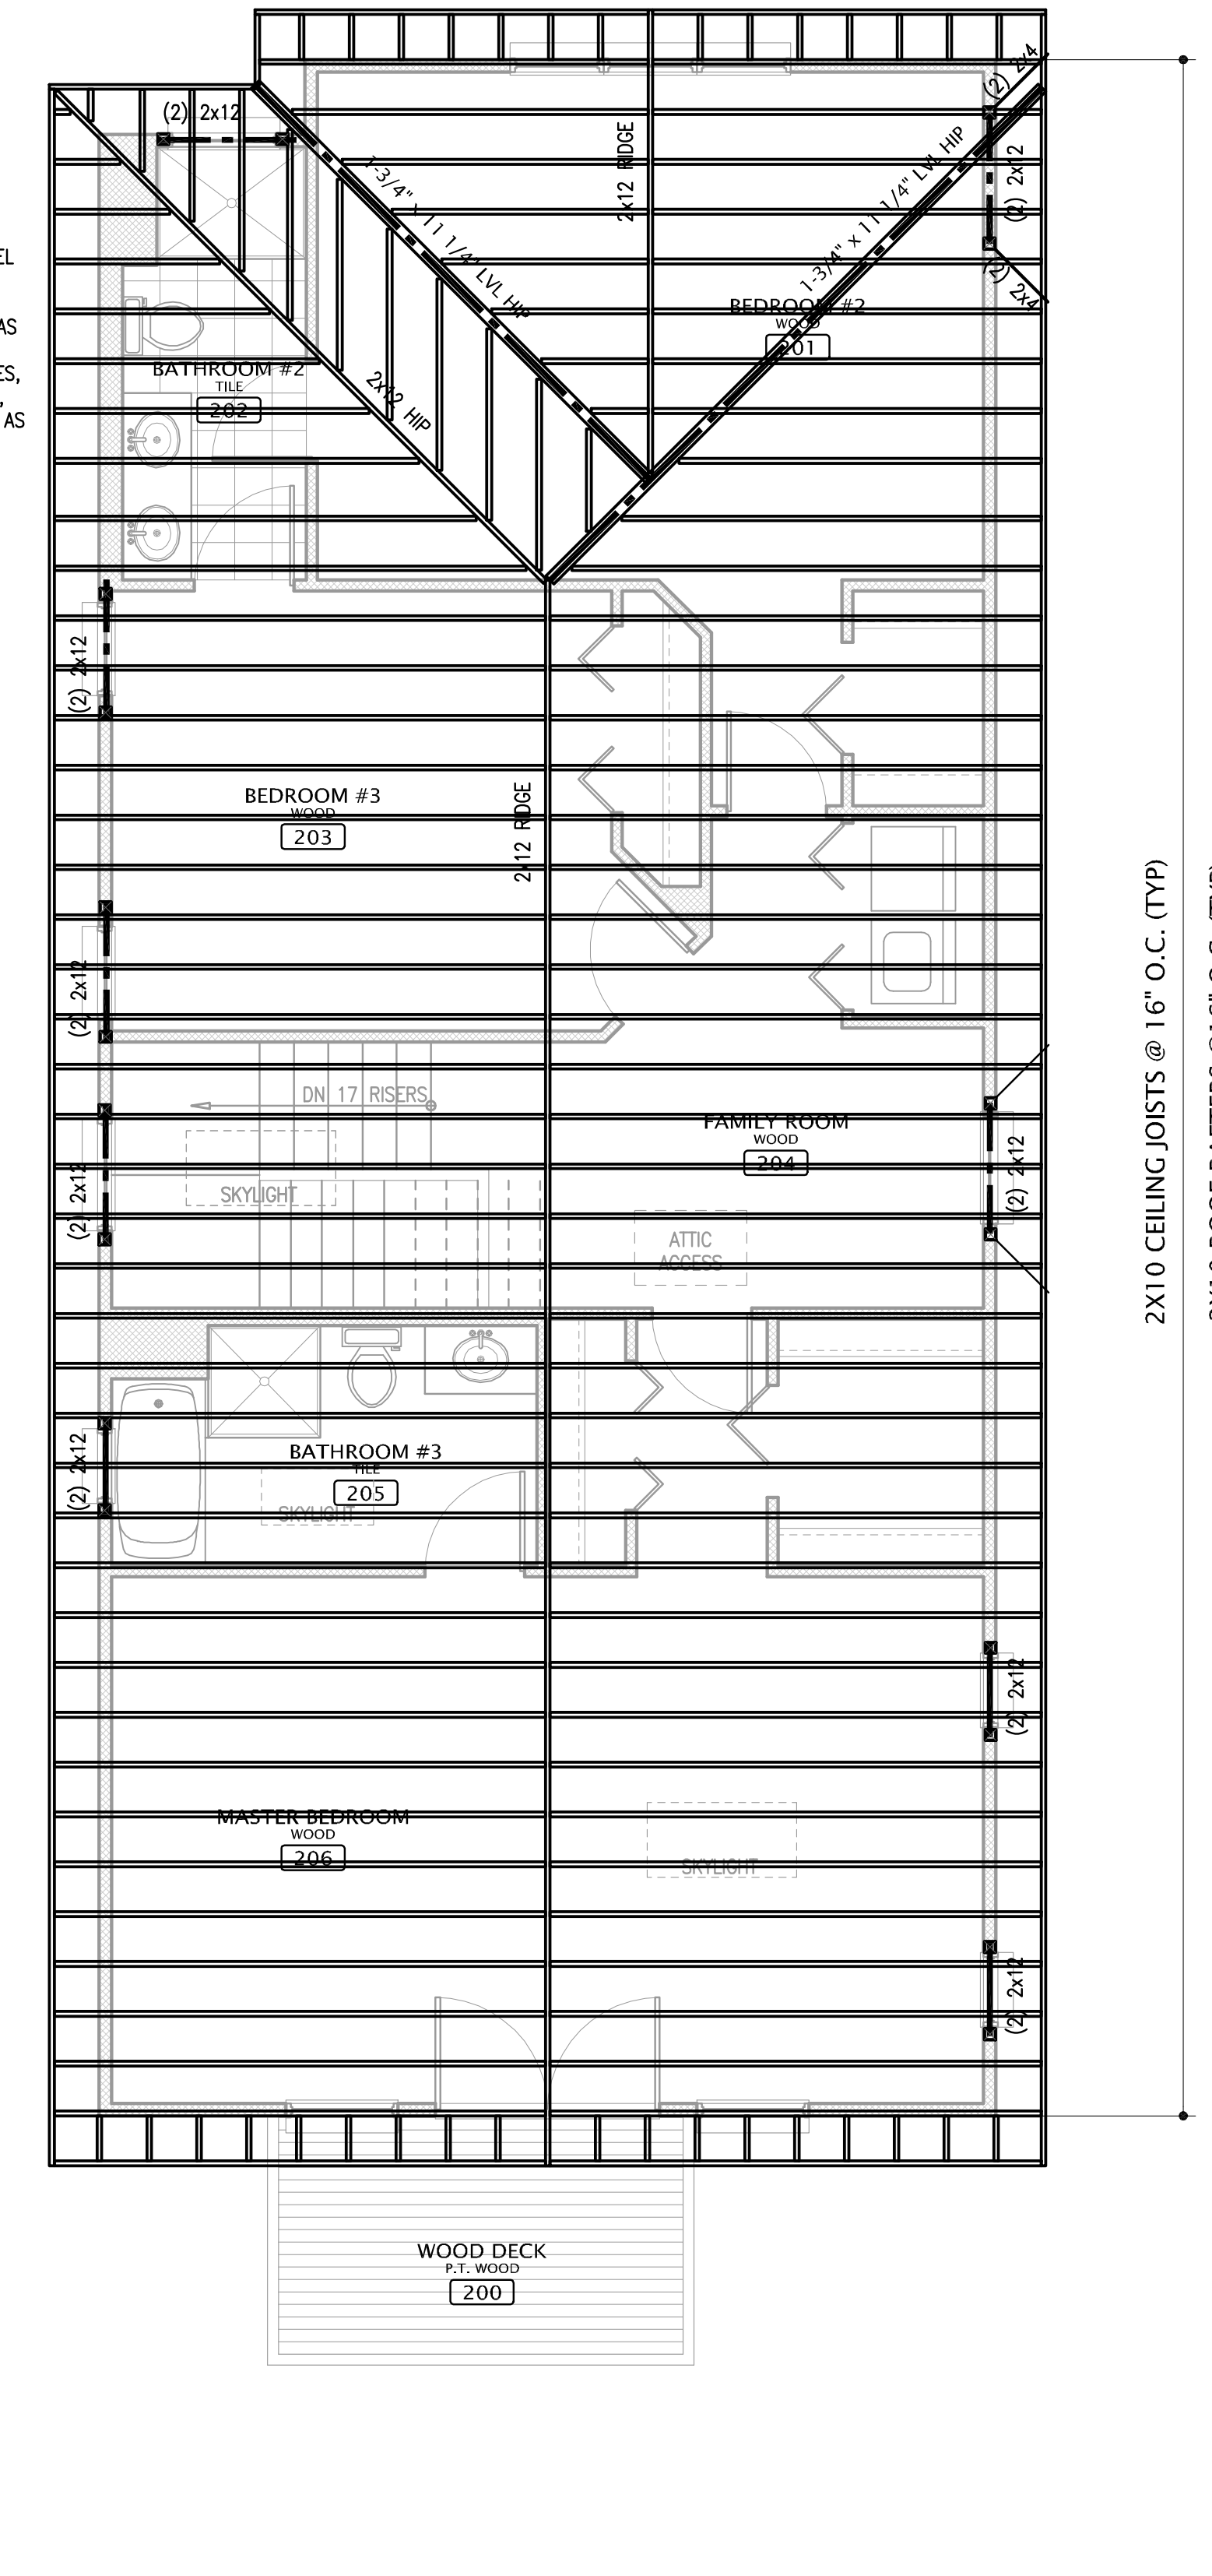 (2) 2x4
(2) 2x12
EL
1-3/4" x 11 1/4" LVL HIP
2x12 RIDGE
1-3/4" x 11 1/4" LVL HIP
(2) 2x12
(2) 2x4
AS
ES,
AS
BEDROOM #2
WOOD
201
BATHROOM #2
TILE
202
2x12 HIP
(2) 2x12
BEDROOM #3
WOOD
203
2x12 RIDGE
(2) 2x12
2X10 CEILING JOISTS @ 16" O.C. (TYP)
DN 17 RISERS
FAMILY ROOM
WOOD
204
(2) 2x12
(2) 2x12
SKYLIGHT
ATTIC
ACCESS
BATHROOM #3
TILE
205
(2) 2x12
SKYLIGHT
(2) 2x12
MASTER BEDROOM
WOOD
206
SKYLIGHT
(2) 2x12
WOOD DECK
P.T. WOOD
200